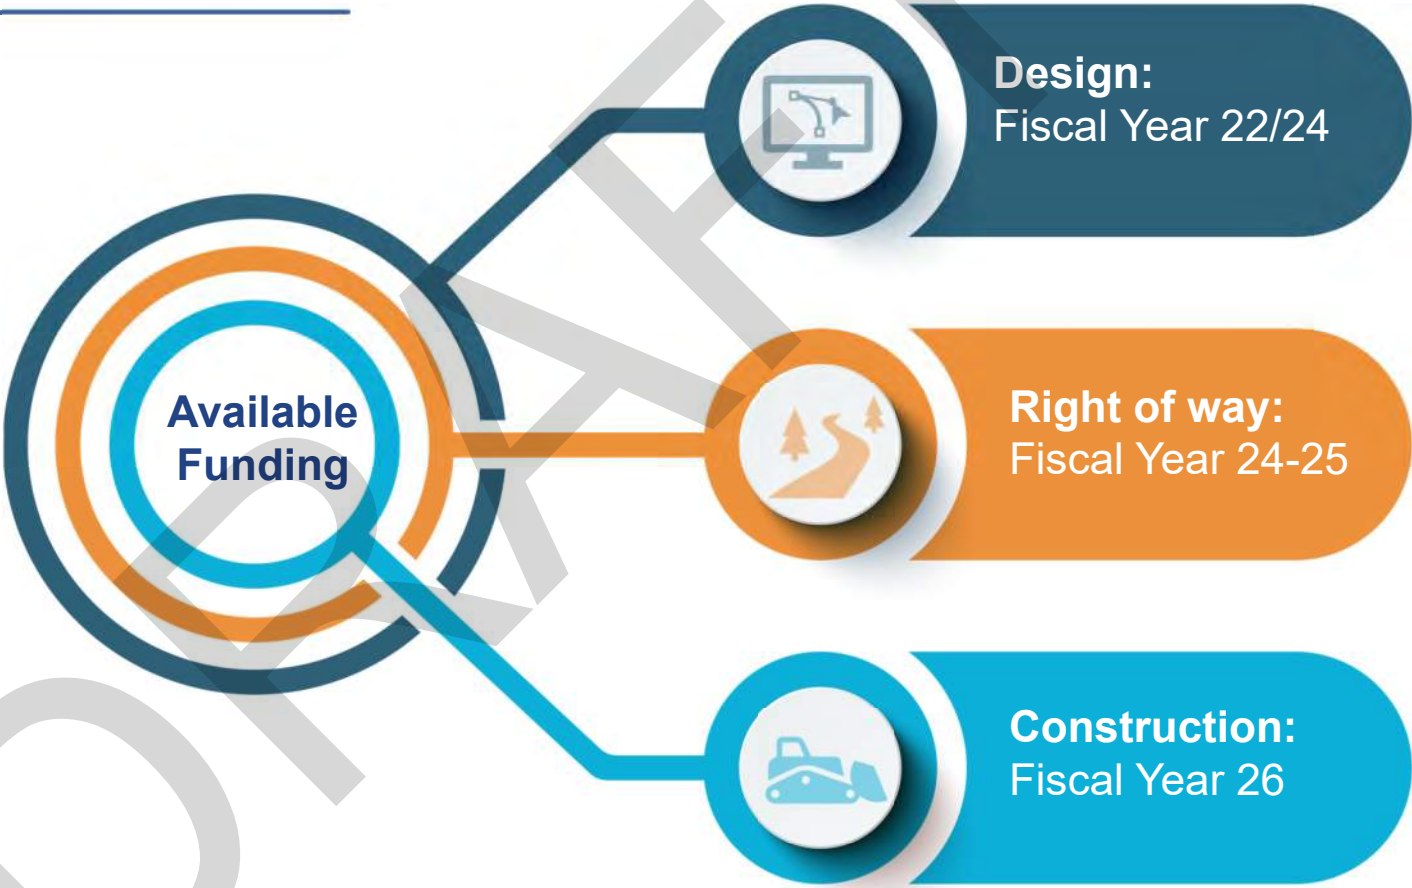 Design:
Fiscal Year 22/24
Available
Funding
Right of way:
Fiscal Year 24-25
Construction:
Fiscal Year 26
DRAFT